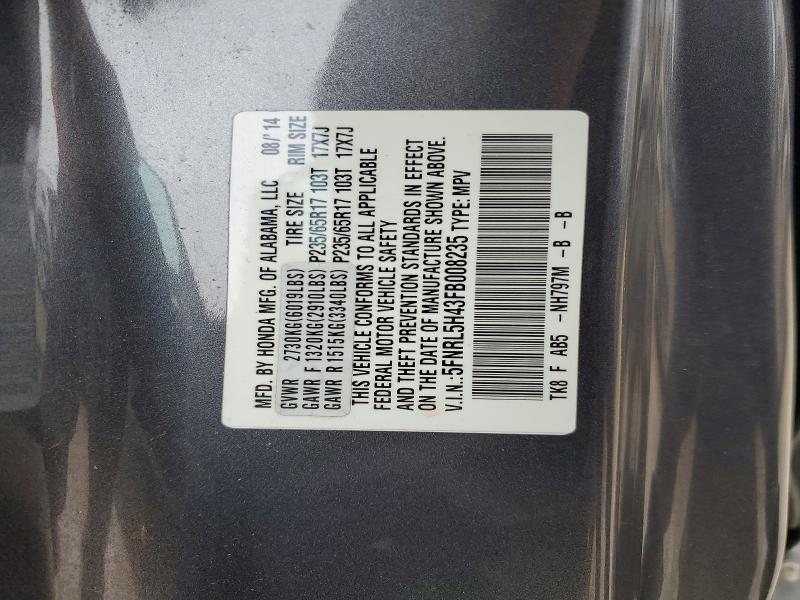 MFD. BY HONDA MFG. OF ALABAMA, LLC 08/'14
GVWR 2730KG(6019LBS) TIRE SIZE RIM SIZE
GAWR F 1320KG(2910LBS) P235/65R17 103T 17X7J
GAWR R 1515KG(3340LBS) P235/65R17 103T 17X7J
THIS VEHICLE CONFORMS TO ALL APPLICABLE
FEDERAL MOTOR VEHICLE SAFETY
AND THEFT PREVENTION STANDARDS IN EFFECT
ON THE DATE OF MANUFACTURE SHOWN ABOVE.
V.I.N.:5FNRL5H43FB008235 TYPE: MPV
TK8 F AB5 -NH797M -B -B